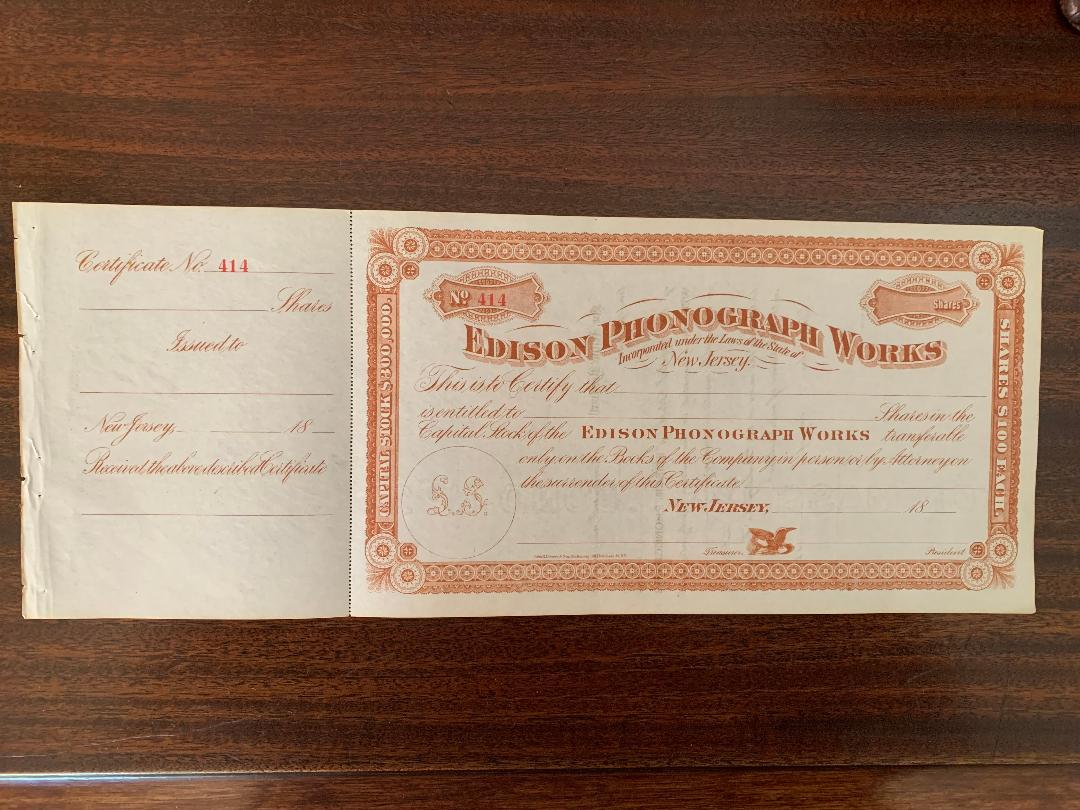 Certificate No. 414
Shares
Issued to
New Jersey, 18
Received the above described Certificate
CAPITAL STOCK $300,000.
No 414
Shares
EDISON PHONOGRAPH WORKS
Incorporated under the Laws of the State of
New Jersey.
This is to Certify that
is entitled to Shares in the
Capital Stock of the EDISON PHONOGRAPH WORKS transferable
only on the Books of the Company in person or by Attorney on
the surrender of this Certificate
NEW JERSEY, 18
L.S.
Treasurer. President
SHARES $100 EACH.